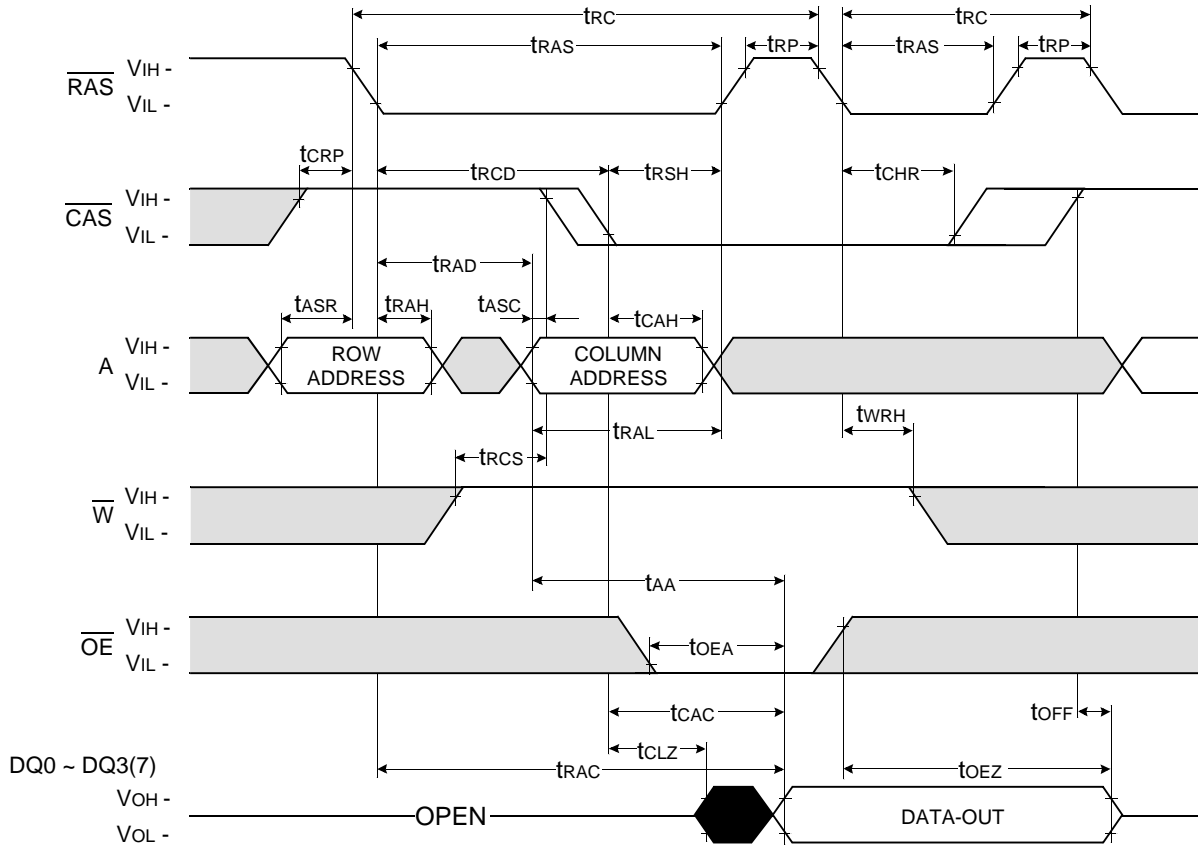 tRC tRC
tRAS tRP tRAS tRP
RAS VIH -
VIL -
tCRP tRCD tRSH tCHR
CAS VIH -
VIL -
tRAD
tASR tRAH tASC tCAH
A VIH -
VIL -
ROW ADDRESS
COLUMN ADDRESS
tRAL tWRH
tRCS
W VIH -
VIL -
tAA
OE VIH -
VIL -
tOEA
tCAC tOFF
tCLZ
DQ0 ~ DQ3(7) tRAC tOEZ
VOH -
VOL -
OPEN DATA-OUT